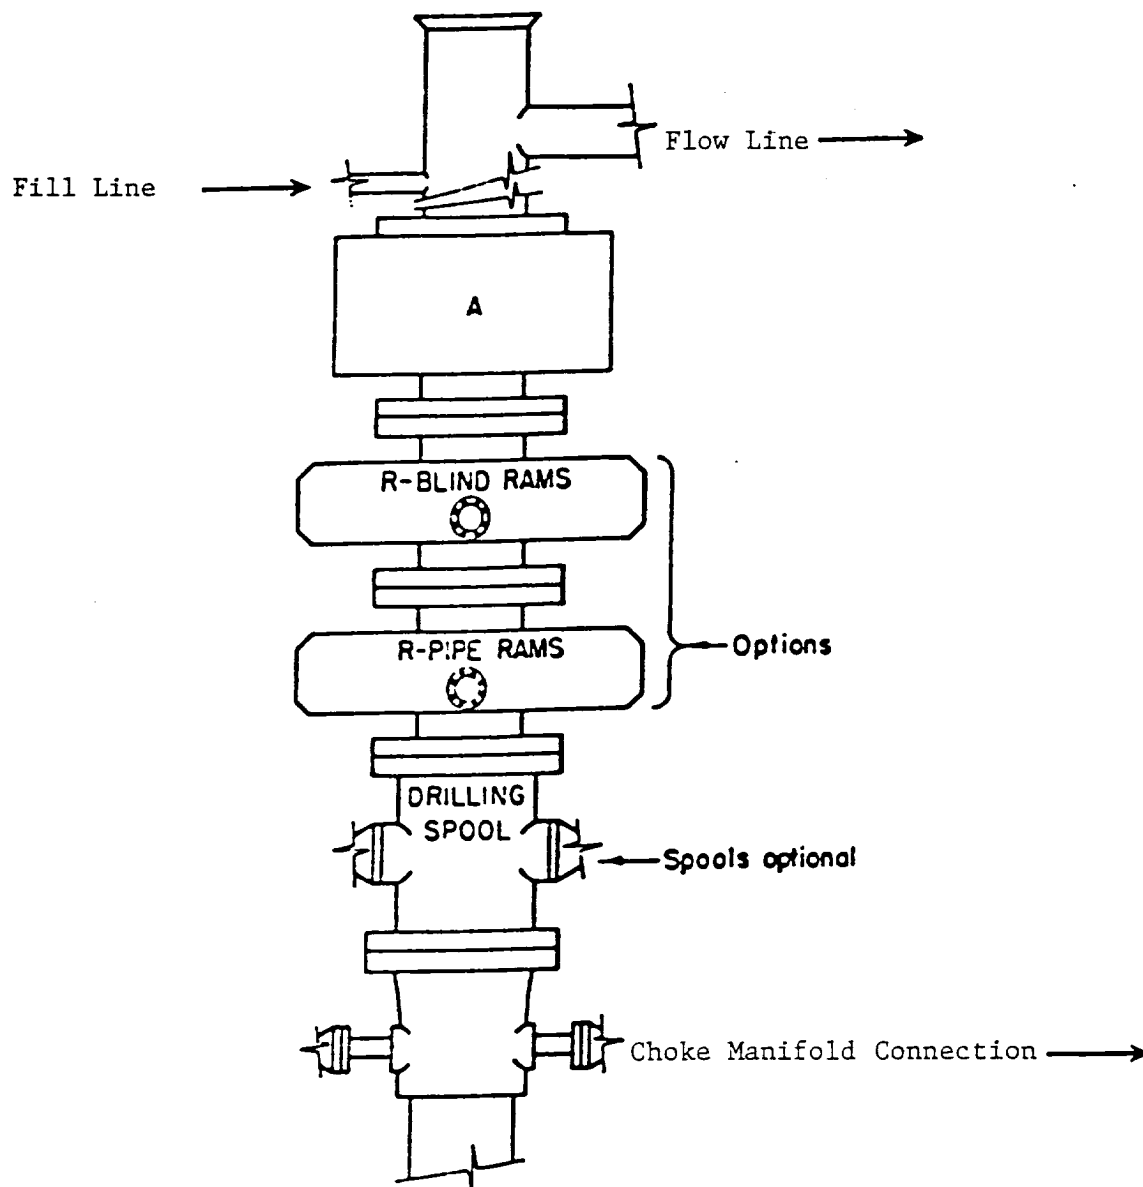 Flow Line
Fill Line
A
R-BLIND RAMS
R-PIPE RAMS
Options
DRILLING
SPOOL
Spools optional
Choke Manifold Connection